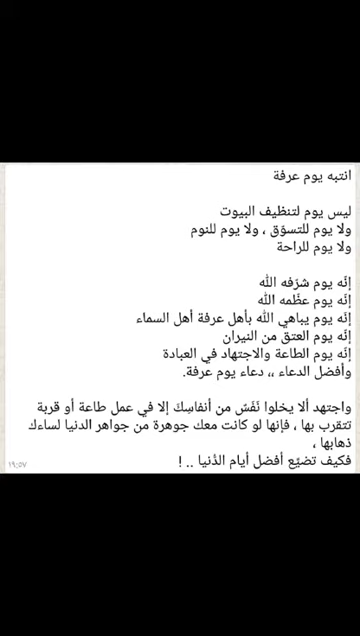 انتبه يوم عرفة
ليس يوم لتنظيف البيوت
ولا يوم للتسوّق ، ولا يوم للنوم
ولا يوم للراحة
إنّه يوم شرّفه الله
إنّه يوم عظّمه الله
إنّه يوم يباهي الله بأهل عرفة أهل السماء
إنّه يوم العتق من النيران
إنّه يوم الطاعة والاجتهاد في العبادة
وأفضل الدعاء ،، دعاء يوم عرفة.
واجتهد ألا يخلوا نَفَسٌ من أنفاسِكَ إلا في عمل طاعة أو قربة
تتقرب بها ، فإنها لو كانت معك جوهرة من جواهر الدنيا لساءك
ذهابها ،
فكيف تضيّع أفضل أيام الدُنيا .. !
١٩:٥٧